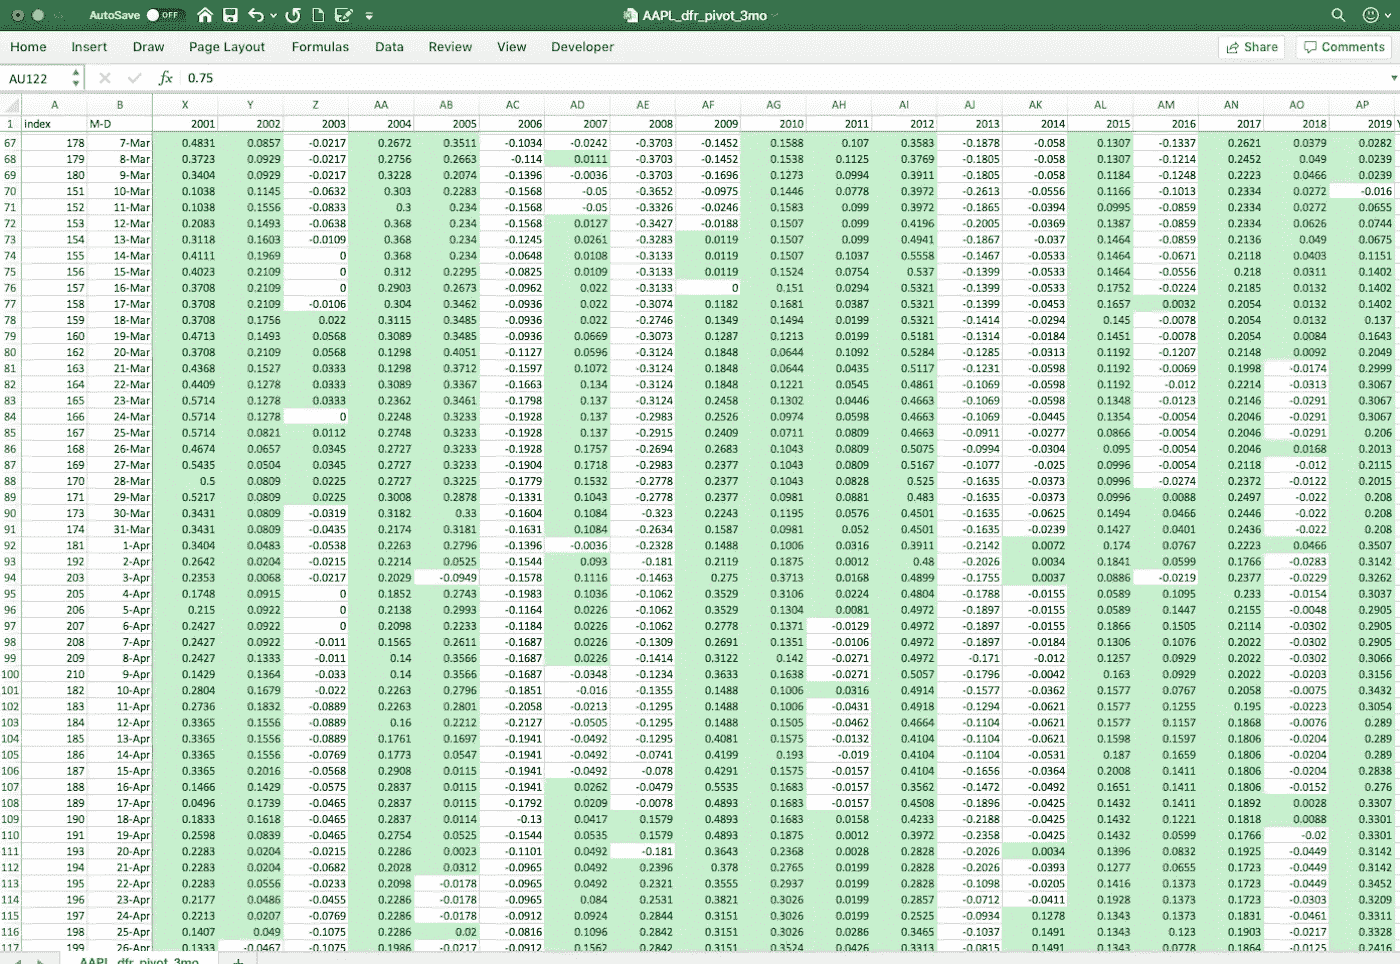 AutoSave OFF AAPL_dfr_pivot_3mo
Home Insert Draw Page Layout Formulas Data Review View Developer Share Comments
AU122 fx 0.75
A B X Y Z AA AB AC AD AE AF AG AH AI AJ AK AL AM AN AO AP
1 index M-D 2001 2002 2003 2004 2005 2006 2007 2008 2009 2010 2011 2012 2013 2014 2015 2016 2017 2018 2019
67 178 7-Mar 0.4831 0.0857 -0.0217 0.2672 0.3511 -0.1034 -0.0242 -0.3703 -0.1452 0.1588 0.107 0.3583 -0.1878 -0.058 0.1307 -0.1337 0.2621 0.0379 0.0282
68 179 8-Mar 0.3723 0.0929 -0.0217 0.2756 0.2663 -0.114 0.0111 -0.3703 -0.1452 0.1538 0.1125 0.3769 -0.1805 -0.058 0.1307 -0.1214 0.2452 0.049 0.0239
69 180 9-Mar 0.3404 0.0929 -0.0217 0.3228 0.2074 -0.1396 -0.0036 -0.3703 -0.1696 0.1273 0.0994 0.3911 -0.1805 -0.058 0.1184 -0.1248 0.2223 0.0466 0.0239
70 151 10-Mar 0.1038 0.1145 -0.0632 0.303 0.2283 -0.1568 -0.05 -0.3652 -0.0975 0.1446 0.0778 0.3972 -0.2613 -0.0556 0.1166 -0.1013 0.2334 0.0272 -0.016
71 152 11-Mar 0.1038 0.1556 -0.0833 0.3 0.234 -0.1568 -0.05 -0.3326 -0.0246 0.1583 0.099 0.3972 -0.1865 -0.0394 0.0995 -0.0859 0.2334 0.0272 0.0655
72 153 12-Mar 0.2083 0.1493 -0.0638 0.368 0.234 -0.1568 0.0127 -0.3427 -0.0188 0.1507 0.099 0.4196 -0.2005 -0.0369 0.1387 -0.0859 0.2334 0.0626 0.0744
73 154 13-Mar 0.3118 0.1603 -0.0109 0.368 0.234 -0.1245 0.0261 -0.3283 0.0119 0.1507 0.099 0.4941 -0.1867 -0.037 0.1464 -0.0859 0.2136 0.049 0.0675
74 155 14-Mar 0.4111 0.1969 0 0.368 0.234 -0.0648 0.0108 -0.3133 0.0119 0.1507 0.1037 0.5558 -0.1467 -0.0533 0.1464 -0.0671 0.2118 0.0403 0.1151
75 156 15-Mar 0.4023 0.2109 0 0.312 0.2295 -0.0825 0.0109 -0.3133 0.0119 0.1524 0.0754 0.537 -0.1399 -0.0533 0.1464 -0.0556 0.218 0.0311 0.1402
76 157 16-Mar 0.3708 0.2109 0 0.2903 0.2673 -0.0962 0.022 -0.3133 0 0.151 0.0294 0.5321 -0.1399 -0.0533 0.1752 -0.0224 0.2185 0.0132 0.1402
77 158 17-Mar 0.3708 0.2109 -0.0106 0.304 0.3462 -0.0936 0.022 -0.3074 0.1182 0.1681 0.0387 0.5321 -0.1399 -0.0453 0.1657 0.0032 0.2054 0.0132 0.1402
78 159 18-Mar 0.3708 0.1756 0.022 0.3115 0.3485 -0.0936 0.022 -0.2746 0.1349 0.1494 0.0199 0.5321 -0.1414 -0.0294 0.145 -0.0078 0.2054 0.0132 0.137
79 160 19-Mar 0.4713 0.1493 0.0568 0.3089 0.3485 -0.0936 0.0669 -0.3073 0.1287 0.1213 0.0199 0.5181 -0.1314 -0.0184 0.1451 -0.0078 0.2054 0.0084 0.1643
80 162 20-Mar 0.3708 0.2109 0.0568 0.1298 0.4051 -0.1127 0.0596 -0.3124 0.1848 0.0644 0.1092 0.5284 -0.1285 -0.0313 0.1192 -0.1207 0.2148 0.0092 0.2049
81 163 21-Mar 0.4368 0.1527 0.0333 0.1298 0.3712 -0.1597 0.1072 -0.3124 0.1848 0.0644 0.0435 0.5117 -0.1231 -0.0598 0.1192 -0.0069 0.1998 -0.0174 0.2999
82 164 22-Mar 0.4409 0.1278 0.0333 0.3089 0.3367 -0.1663 0.134 -0.3124 0.1848 0.1221 0.0545 0.4861 -0.1069 -0.0598 0.1192 -0.012 0.2214 -0.0313 0.3067
83 165 23-Mar 0.5714 0.1278 0.0333 0.2362 0.3461 -0.1798 0.137 -0.3124 0.2458 0.1302 0.0446 0.4663 -0.1069 -0.0598 0.1348 -0.0123 0.2146 -0.0291 0.3067
84 166 24-Mar 0.5714 0.1278 0 0.2248 0.3233 -0.1928 0.137 -0.2983 0.2526 0.0974 0.0598 0.4663 -0.1069 -0.0445 0.1354 -0.0054 0.2046 -0.0291 0.3067
85 167 25-Mar 0.5714 0.0821 0.0112 0.2748 0.3233 -0.1928 0.137 -0.2915 0.2409 0.0711 0.0809 0.4663 -0.0911 -0.0277 0.0866 -0.0054 0.2046 -0.0291 0.206
86 168 26-Mar 0.4674 0.0657 0.0345 0.2727 0.3233 -0.1928 0.1757 -0.2694 0.2683 0.1043 0.0809 0.5075 -0.0994 -0.0304 0.095 -0.0054 0.2046 0.0168 0.2013
87 169 27-Mar 0.5435 0.0504 0.0345 0.2727 0.3233 -0.1904 0.1718 -0.2983 0.2377 0.1043 0.0809 0.5167 -0.1077 -0.025 0.0996 -0.0054 0.2118 -0.012 0.2115
88 170 28-Mar 0.5 0.0809 0.0225 0.2727 0.3225 -0.1779 0.1532 -0.2778 0.2377 0.1043 0.0828 0.525 -0.1635 -0.0373 0.0996 -0.0274 0.2372 -0.0122 0.2015
89 171 29-Mar 0.5217 0.0809 0.0225 0.3008 0.2878 -0.1331 0.1043 -0.2778 0.2377 0.0981 0.0881 0.483 -0.1635 -0.0373 0.0996 0.0088 0.2497 -0.022 0.208
90 173 30-Mar 0.3431 0.0809 -0.0319 0.3182 0.33 -0.1604 0.1084 -0.323 0.2243 0.1195 0.0576 0.4501 -0.1635 -0.0625 0.1494 0.0466 0.2446 -0.022 0.208
91 174 31-Mar 0.3431 0.0809 -0.0435 0.2174 0.3181 -0.1631 0.1084 -0.2634 0.1587 0.0981 0.052 0.4501 -0.1635 -0.0239 0.1427 0.0401 0.2436 -0.022 0.208
92 181 1-Apr 0.3404 0.0483 -0.0538 0.2263 0.2796 -0.1396 -0.0036 -0.2328 0.1488 0.1006 0.0316 0.3911 -0.2142 0.0072 0.174 0.0767 0.2223 0.0466 0.3507
93 192 2-Apr 0.2642 0.0204 -0.0215 0.2214 0.0525 -0.1544 0.093 -0.181 0.2119 0.1875 0.0012 0.48 -0.2026 0.0034 0.1841 0.0599 0.1766 -0.0283 0.3142
94 203 3-Apr 0.2353 0.0068 -0.0217 0.2029 -0.0949 -0.1578 0.1116 -0.1463 0.275 0.3713 0.0168 0.4899 -0.1755 0.0037 0.0886 -0.0219 0.2377 -0.0229 0.3262
95 205 4-Apr 0.1748 0.0915 0 0.1852 0.2743 -0.1983 0.1036 -0.1062 0.3529 0.3106 0.0224 0.4804 -0.1788 -0.0155 0.0589 0.1095 0.233 -0.0154 0.3037
96 206 5-Apr 0.215 0.0922 0 0.2138 0.2993 -0.1164 0.0226 -0.1062 0.3529 0.1304 0.0081 0.4972 -0.1897 -0.0155 0.0589 0.1447 0.2155 -0.0048 0.2905
97 207 6-Apr 0.2427 0.0922 0 0.2098 0.2233 -0.1184 0.0226 -0.1062 0.2778 0.1371 -0.0129 0.4972 -0.1897 -0.0155 0.1866 0.1505 0.2114 -0.0302 0.2905
98 208 7-Apr 0.2427 0.0922 -0.011 0.1565 0.2611 -0.1687 0.0226 -0.1309 0.2691 0.1351 -0.0106 0.4972 -0.1897 -0.0184 0.1306 0.1076 0.2022 -0.0302 0.2905
99 209 8-Apr 0.2427 0.1333 -0.011 0.14 0.3566 -0.1687 0.0226 -0.1414 0.3122 0.142 -0.0271 0.4972 -0.171 -0.012 0.1257 0.0929 0.2022 -0.0302 0.3066
100 210 9-Apr 0.1429 0.1364 -0.033 0.14 0.3566 -0.1687 -0.0348 -0.1234 0.3633 0.1638 -0.0271 0.5057 -0.1796 -0.0042 0.163 0.0929 0.2022 -0.0203 0.3156
101 182 10-Apr 0.2804 0.1679 -0.022 0.2263 0.2796 -0.1851 -0.016 -0.1355 0.1488 0.1006 0.0316 0.4914 -0.1577 -0.0362 0.1577 0.0767 0.2058 -0.0075 0.3432
102 183 11-Apr 0.2736 0.1832 -0.0889 0.2263 0.2801 -0.2058 -0.0213 -0.1295 0.1488 0.1006 -0.0431 0.4918 -0.1294 -0.0621 0.1577 0.1255 0.195 -0.0223 0.3054
103 184 12-Apr 0.3365 0.1556 -0.0889 0.16 0.2212 -0.2127 -0.0505 -0.1295 0.1488 0.1505 -0.0462 0.4664 -0.1104 -0.0621 0.1577 0.1157 0.1868 -0.0076 0.289
104 185 13-Apr 0.3365 0.1556 -0.0889 0.1761 0.1697 -0.1941 -0.0492 -0.1295 0.4081 0.1575 -0.0132 0.4104 -0.1104 -0.0621 0.1598 0.1597 0.1806 -0.0204 0.289
105 186 14-Apr 0.3365 0.1556 -0.0769 0.1773 0.0547 -0.1941 -0.0492 -0.0741 0.4199 0.193 -0.019 0.4104 -0.1104 -0.0531 0.187 0.1659 0.1806 -0.0204 0.289
106 187 15-Apr 0.3365 0.2016 -0.0568 0.2908 0.0115 -0.1941 -0.0492 -0.078 0.4291 0.1575 -0.0157 0.4104 -0.1656 -0.0364 0.2008 0.1411 0.1806 -0.0204 0.2838
107 188 16-Apr 0.1466 0.1429 -0.0575 0.2837 0.0115 -0.1941 0.0262 -0.0479 0.5535 0.1683 -0.0157 0.3562 -0.1472 -0.0492 0.1651 0.1411 0.1806 -0.0152 0.276
108 189 17-Apr 0.0496 0.1739 -0.0465 0.2837 0.0115 -0.1792 0.0209 -0.0078 0.4893 0.1683 -0.0157 0.4508 -0.1896 -0.0425 0.1432 0.1411 0.1892 0.0028 0.3307
109 190 18-Apr 0.1833 0.1618 -0.0465 0.2837 0.0114 -0.13 0.0417 0.1579 0.4893 0.1683 0.0158 0.4233 -0.2188 -0.0425 0.1432 0.1221 0.1818 0.0088 0.3301
110 191 19-Apr 0.2598 0.0839 -0.0465 0.2754 0.0525 -0.1544 0.0535 0.1579 0.4893 0.1875 0.0012 0.3972 -0.2358 -0.0425 0.1432 0.0599 0.1766 -0.02 0.3301
111 193 20-Apr 0.2283 0.0204 -0.0215 0.2286 0.0023 -0.1101 0.0492 -0.181 0.3643 0.2368 0.0028 0.2828 -0.2026 0.0034 0.1396 0.0832 0.1925 -0.0449 0.3142
112 194 21-Apr 0.2283 0.0204 -0.0682 0.2028 0.0312 -0.0965 0.0492 0.2396 0.378 0.2765 0.0199 0.2828 -0.2026 -0.0393 0.1277 0.0655 0.1723 -0.0449 0.3142
113 195 22-Apr 0.2283 0.0556 -0.0233 0.2098 -0.0178 -0.0965 0.0492 0.2321 0.3555 0.2937 0.0199 0.2828 -0.1098 -0.0205 0.1416 0.1373 0.1723 -0.0449 0.3452
114 196 23-Apr 0.2177 0.0486 -0.0455 0.2286 -0.0178 -0.0965 0.084 0.2531 0.3821 0.3026 0.0199 0.2857 -0.0712 -0.0411 0.1928 0.1373 0.1723 -0.0303 0.3209
115 197 24-Apr 0.2213 0.0207 -0.0769 0.2286 -0.0178 -0.0912 0.0924 0.2844 0.3151 0.3026 0.0199 0.2525 -0.0934 0.1278 0.1343 0.1373 0.1831 -0.0461 0.3311
116 198 25-Apr 0.1407 0.049 -0.1075 0.2286 0.02 -0.0816 0.1096 0.2842 0.3151 0.3026 0.0286 0.3465 -0.1037 0.1491 0.1343 0.123 0.1903 -0.0217 0.3328
117 199 26-Apr 0.1333 -0.0467 -0.1075 0.1986 -0.0217 -0.0912 0.1562 0.2842 0.3151 0.3524 0.0426 0.3313 -0.0815 0.1491 0.1343 0.0778 0.1864 -0.0125 0.2416
AAPL_dfr_pivot_3mo +